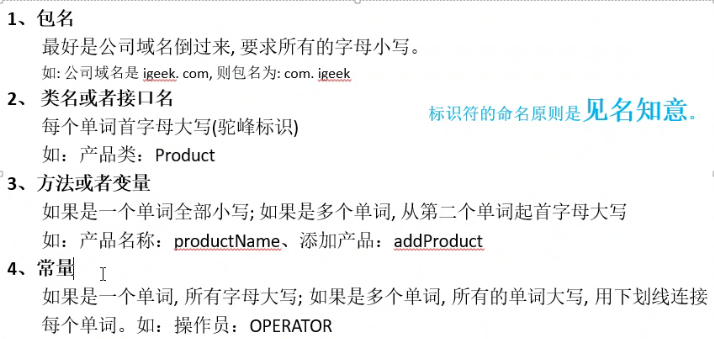 1、包名
最好是公司域名倒过来, 要求所有的字母小写。
如: 公司域名是 igeek. com, 则包名为: com. igeek
2、 类名或者接口名
每个单词首字母大写(驼峰标识)
如：产品类：Product
标识符的命名原则是见名知意。
3、方法或者变量
如果是一个单词全部小写; 如果是多个单词, 从第二个单词起首字母大写
如：产品名称：productName、添加产品：addProduct
4、常量
如果是一个单词, 所有字母大写; 如果是多个单词, 所有的单词大写, 用下划线连接
每个单词。如：操作员：OPERATOR